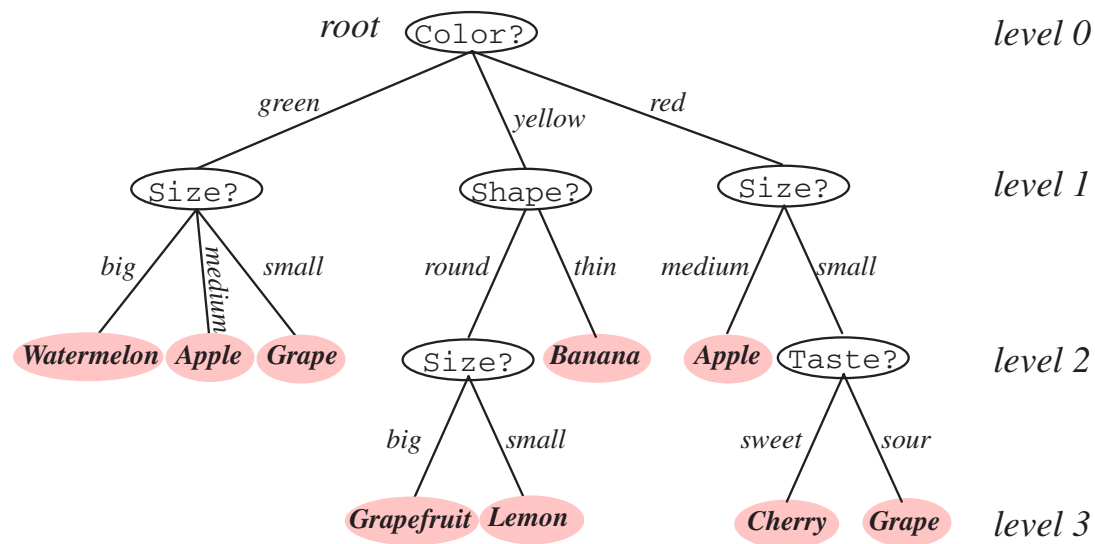 root Color? level 0
green yellow red
Size? Shape? Size? level 1
big medium small round thin medium small
Watermelon Apple Grape Size? Banana Apple Taste? level 2
big small sweet sour
Grapefruit Lemon Cherry Grape level 3